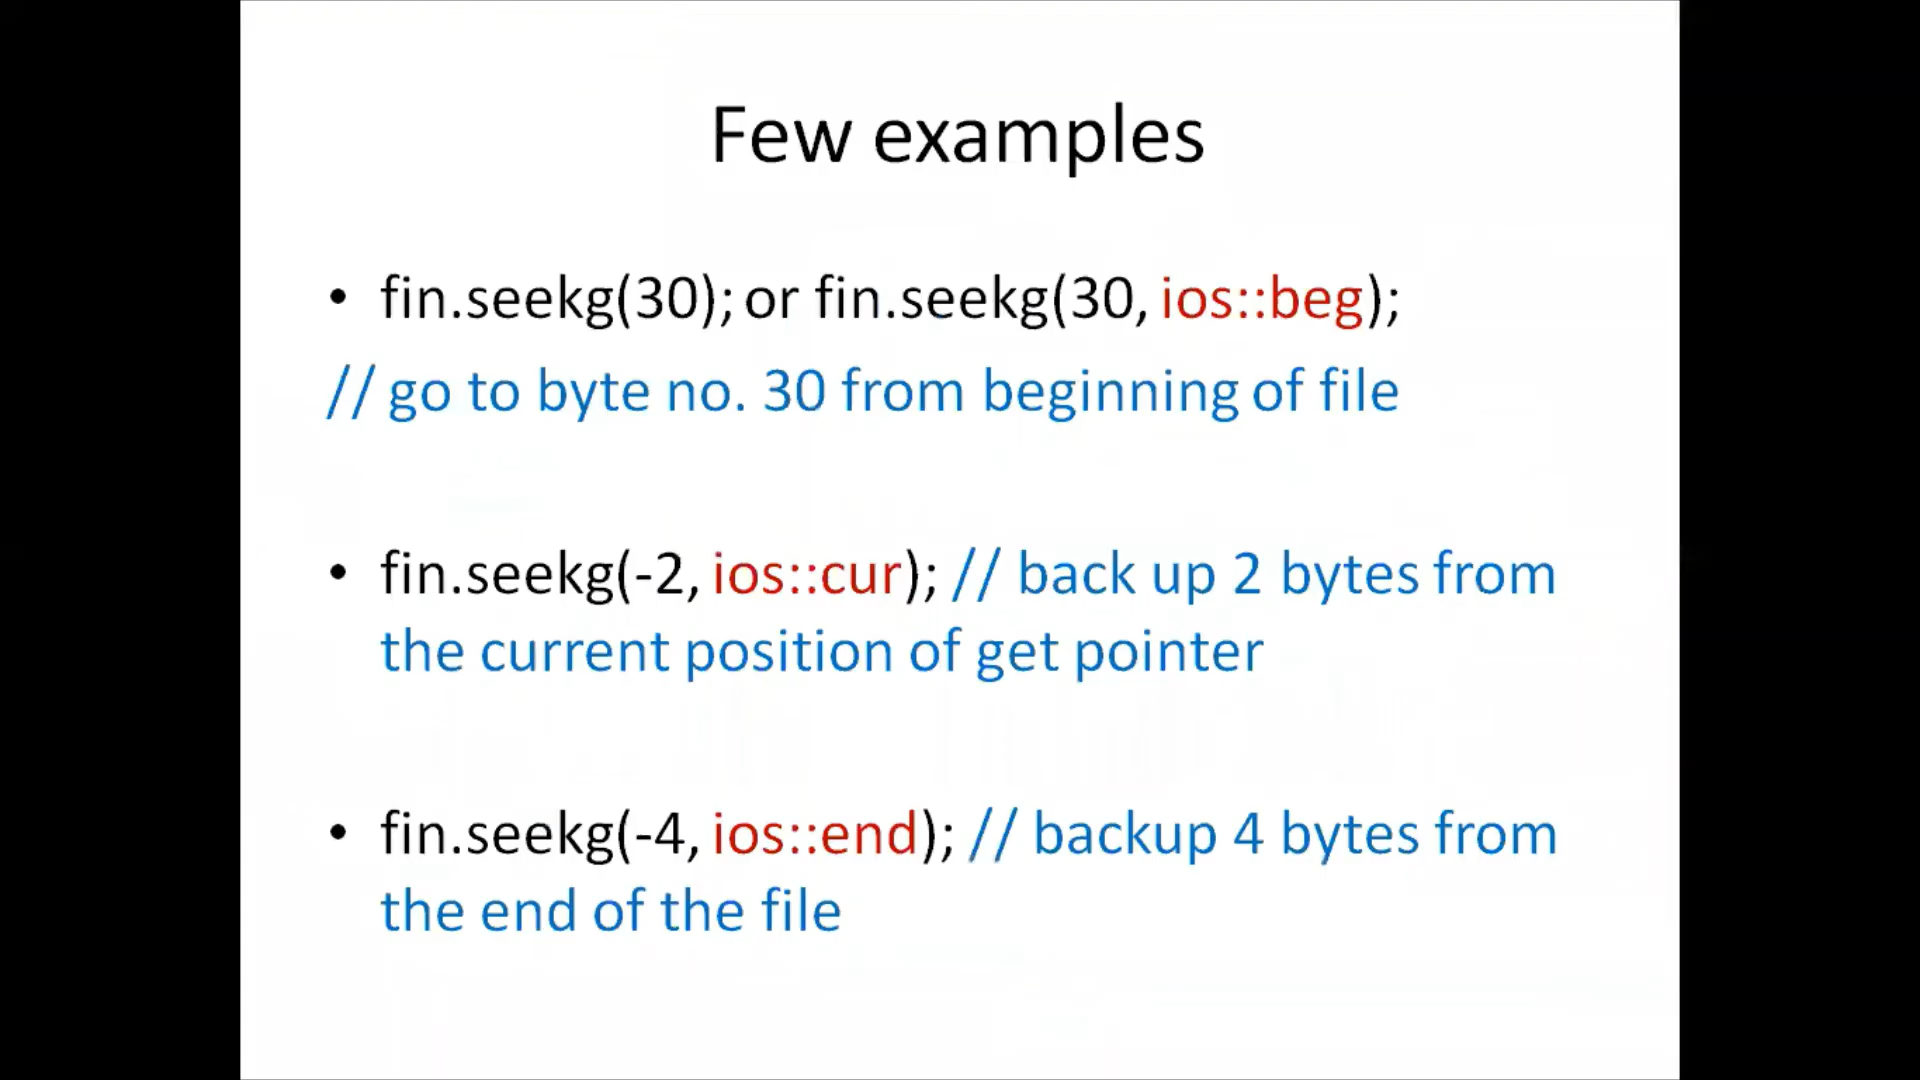 Few examples
• fin.seekg(30); or fin.seekg(30, ios::beg);
// go to byte no. 30 from beginning of file
• fin.seekg(-2, ios::cur); // back up 2 bytes from
the current position of get pointer
• fin.seekg(-4, ios::end); // backup 4 bytes from
the end of the file